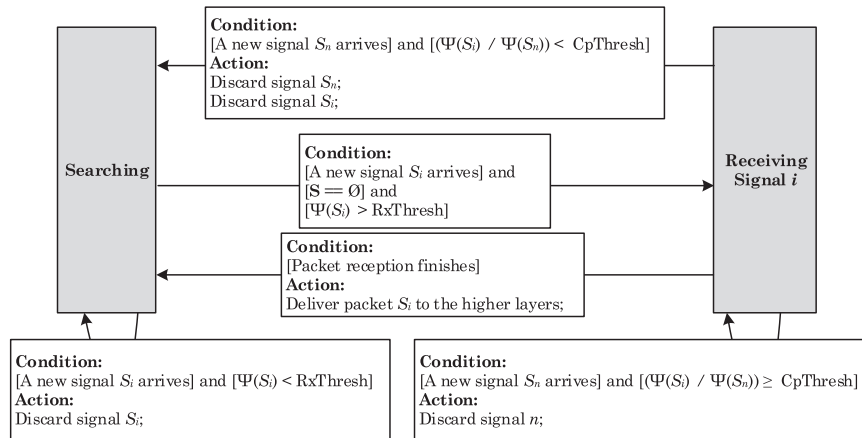 Condition:
[A new signal Sn arrives] and [(Ψ(Si) / Ψ(Sn)) < CpThresh]
Action:
Discard signal Sn;
Discard signal Si;
Searching
Condition:
[A new signal Si arrives] and
[S == Ø] and
[Ψ(Si) > RxThresh]
Receiving
Signal i
Condition:
[Packet reception finishes]
Action:
Deliver packet Si to the higher layers;
Condition:
[A new signal Si arrives] and [Ψ(Si) < RxThresh]
Action:
Discard signal Si;
Condition:
[A new signal Sn arrives] and [(Ψ(Si) / Ψ(Sn)) ≥ CpThresh]
Action:
Discard signal n;